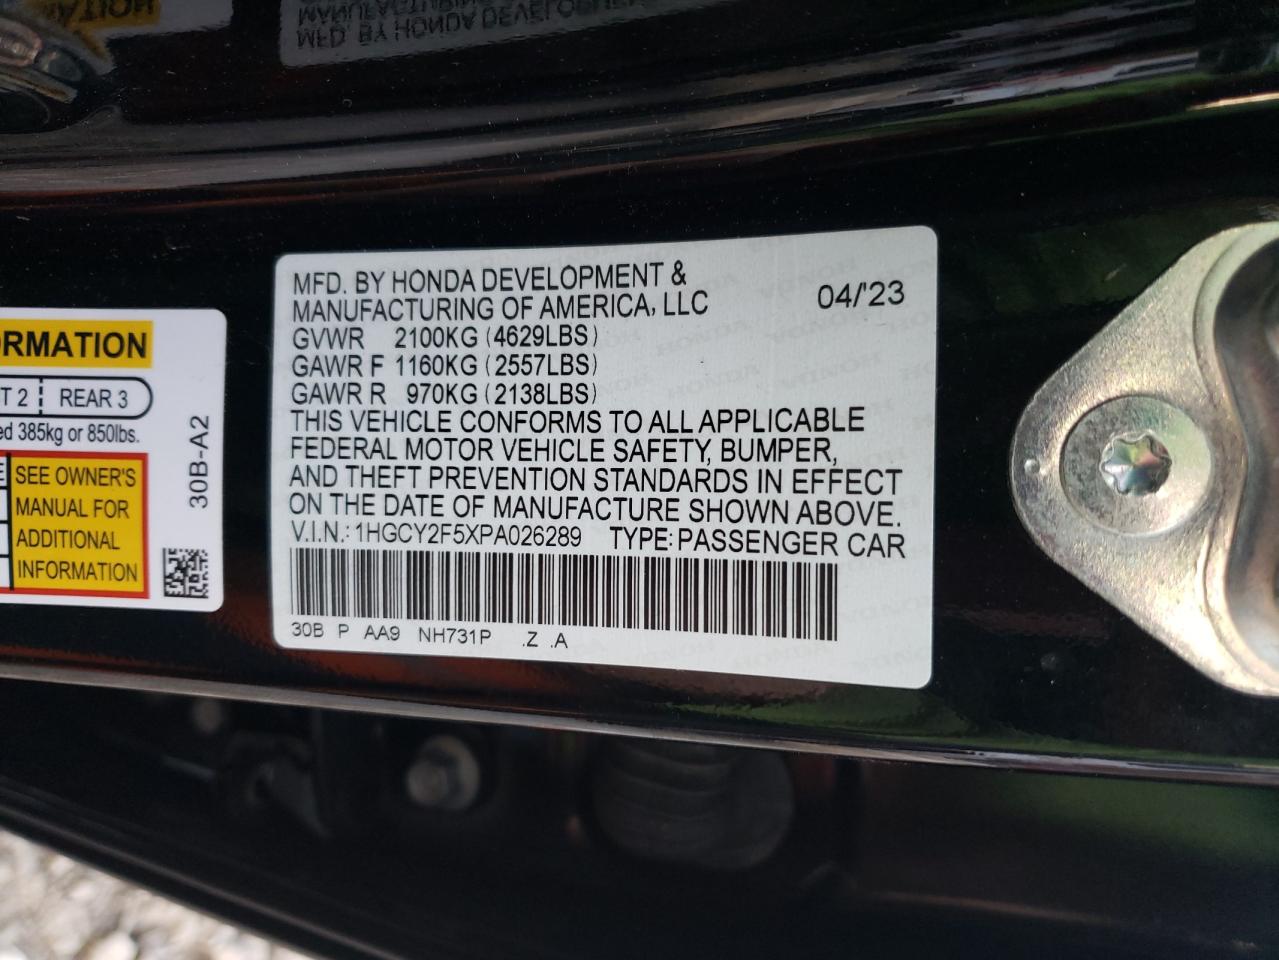 MFD. BY HONDA DEVELOPMENT &
MANUFACTURING OF AMERICA, LLC 04/'23
GVWR 2100KG (4629LBS)
GAWR F 1160KG (2557LBS)
GAWR R 970KG (2138LBS)
THIS VEHICLE CONFORMS TO ALL APPLICABLE
FEDERAL MOTOR VEHICLE SAFETY, BUMPER,
AND THEFT PREVENTION STANDARDS IN EFFECT
ON THE DATE OF MANUFACTURE SHOWN ABOVE.
V.I.N.: 1HGCY2F5XPA026289 TYPE: PASSENGER CAR
30B P AA9 NH731P .Z .A
RMATION
T 2 REAR 3
ed 385kg or 850lbs.
E SEE OWNER'S
MANUAL FOR
ADDITIONAL
INFORMATION
30B-A2